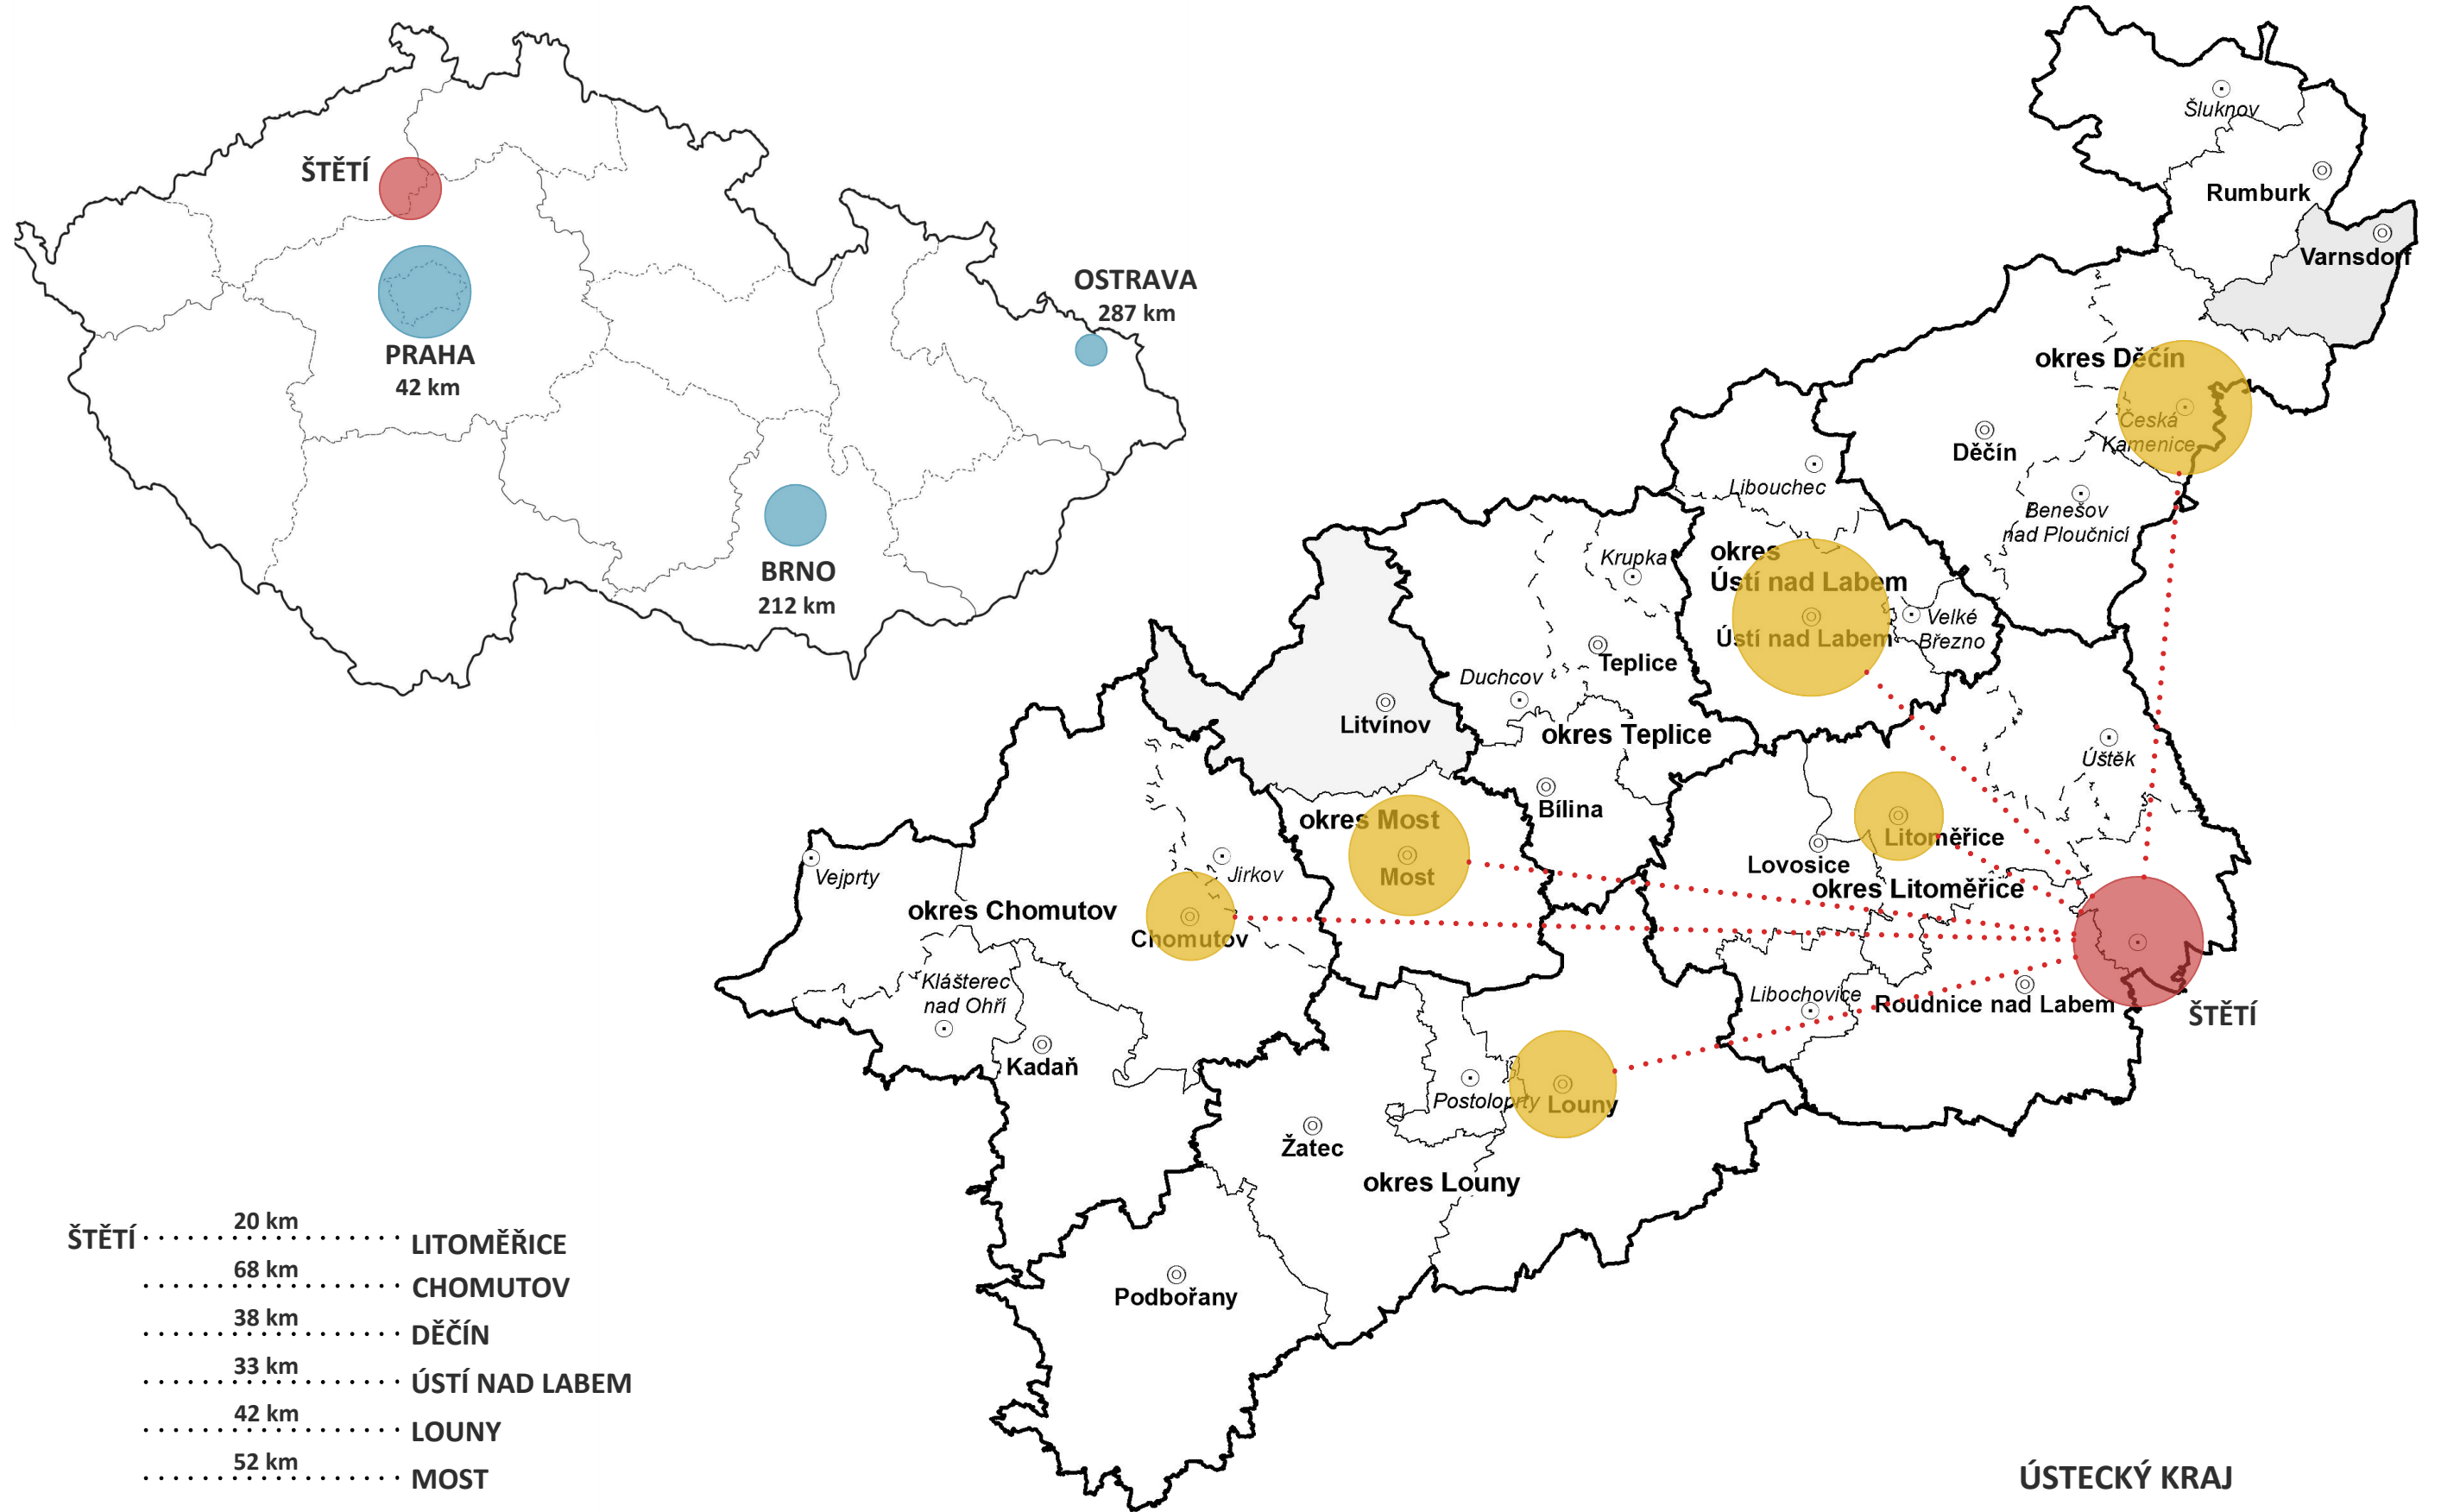 ŠTĚTÍ
PRAHA
42 km
OSTRAVA
287 km
BRNO
212 km
Šluknov
Rumburk
Varnsdorf
okres Děčín
Česká
Kamenice
Děčín
Benešov
nad Ploučnicí
Libouchec
okres
Ústí nad Labem
Ústí nad Labem
Velké
Březno
Krupka
Teplice
Duchcov
okres Teplice
Litvínov
Bílina
Úštěk
okres Most
Most
Litoměřice
Lovosice
okres Litoměřice
Vejprty
Jirkov
okres Chomutov
Chomutov
Klášterec
nad Ohří
Kadaň
Libochovice
Roudnice nad Labem
ŠTĚTÍ
Postoloprty
Louny
Žatec
okres Louny
Podbořany
ŠTĚTÍ 20 km LITOMĚŘICE
68 km CHOMUTOV
38 km DĚČÍN
33 km ÚSTÍ NAD LABEM
42 km LOUNY
52 km MOST
ÚSTECKÝ KRAJ